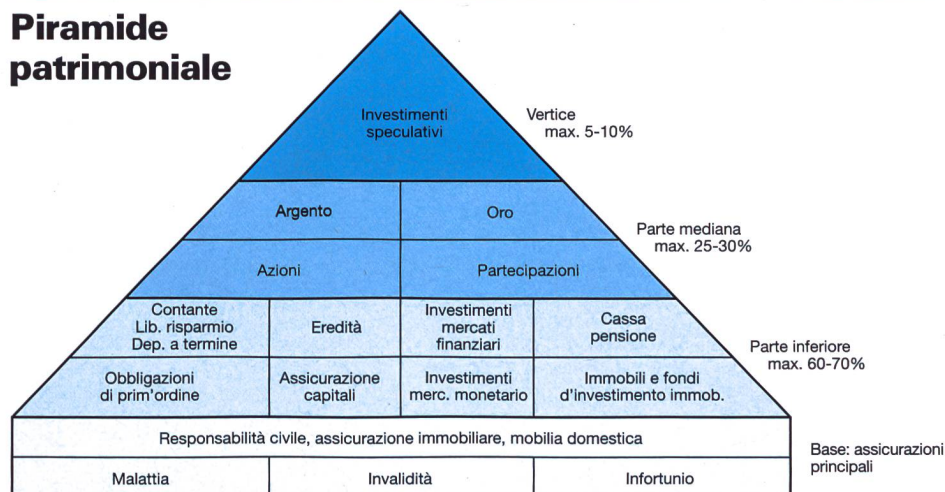 Piramide
patrimoniale
Investimenti
speculativi
Vertice
max. 5-10%
Argento
Oro
Parte mediana
max. 25-30%
Azioni
Partecipazioni
Contante
Lib. risparmio
Dep. a termine
Eredità
Investimenti
mercati
finanziari
Cassa
pensione
Parte inferiore
max. 60-70%
Obbligazioni
di prim'ordine
Assicurazione
capitali
Investimenti
merc. monetario
Immobili e fondi
d'investimento immob.
Responsabilità civile, assicurazione immobiliare, mobilia domestica
Base: assicurazioni
principali
Malattia
Invalidità
Infortunio